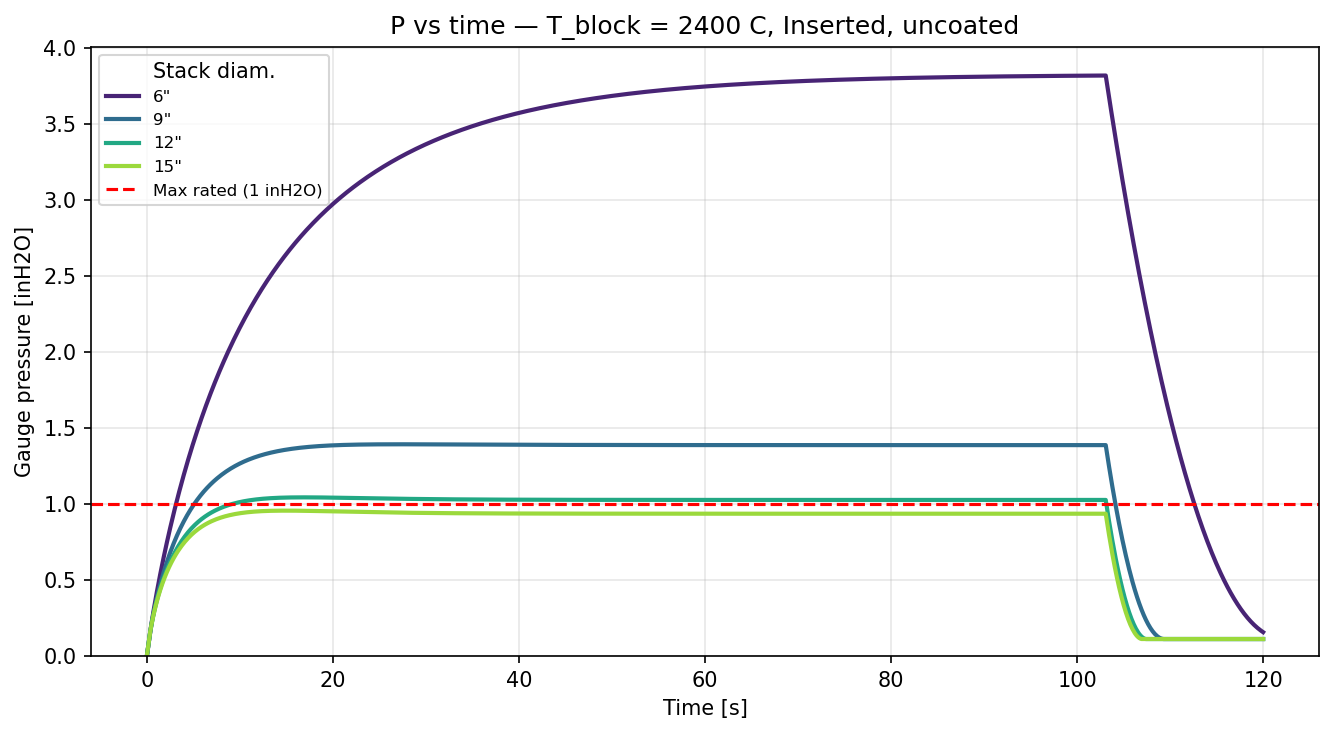 P vs time — T_block = 2400 C, Inserted, uncoated
Gauge pressure [inH2O]
4.0
3.5
3.0
2.5
2.0
1.5
1.0
0.5
0.0
Stack diam.
6"
9"
12"
15"
Max rated (1 inH2O)
0 20 40 60 80 100 120
Time [s]